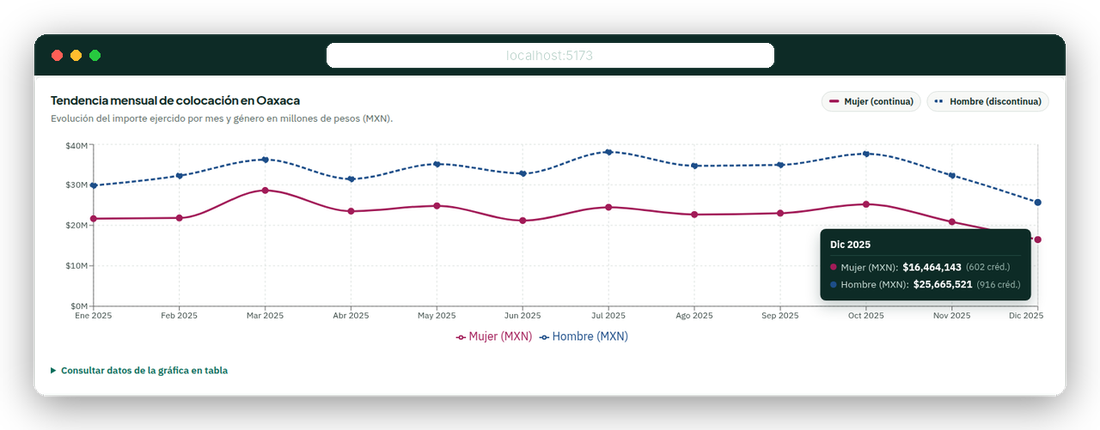 localhost:5173
Tendencia mensual de colocación en Oaxaca
Mujer (continua) Hombre (discontinua)
Evolución del importe ejercido por mes y género en millones de pesos (MXN).
$40M
$30M
$20M
$10M
$0M
Dic 2025
Mujer (MXN): $16,464,143 (602 créd.)
Hombre (MXN): $25,665,521 (916 créd.)
Ene 2025 Feb 2025 Mar 2025 Abr 2025 May 2025 Jun 2025 Jul 2025 Ago 2025 Sep 2025 Oct 2025 Nov 2025 Dic 2025
Mujer (MXN) Hombre (MXN)
Consultar datos de la gráfica en tabla